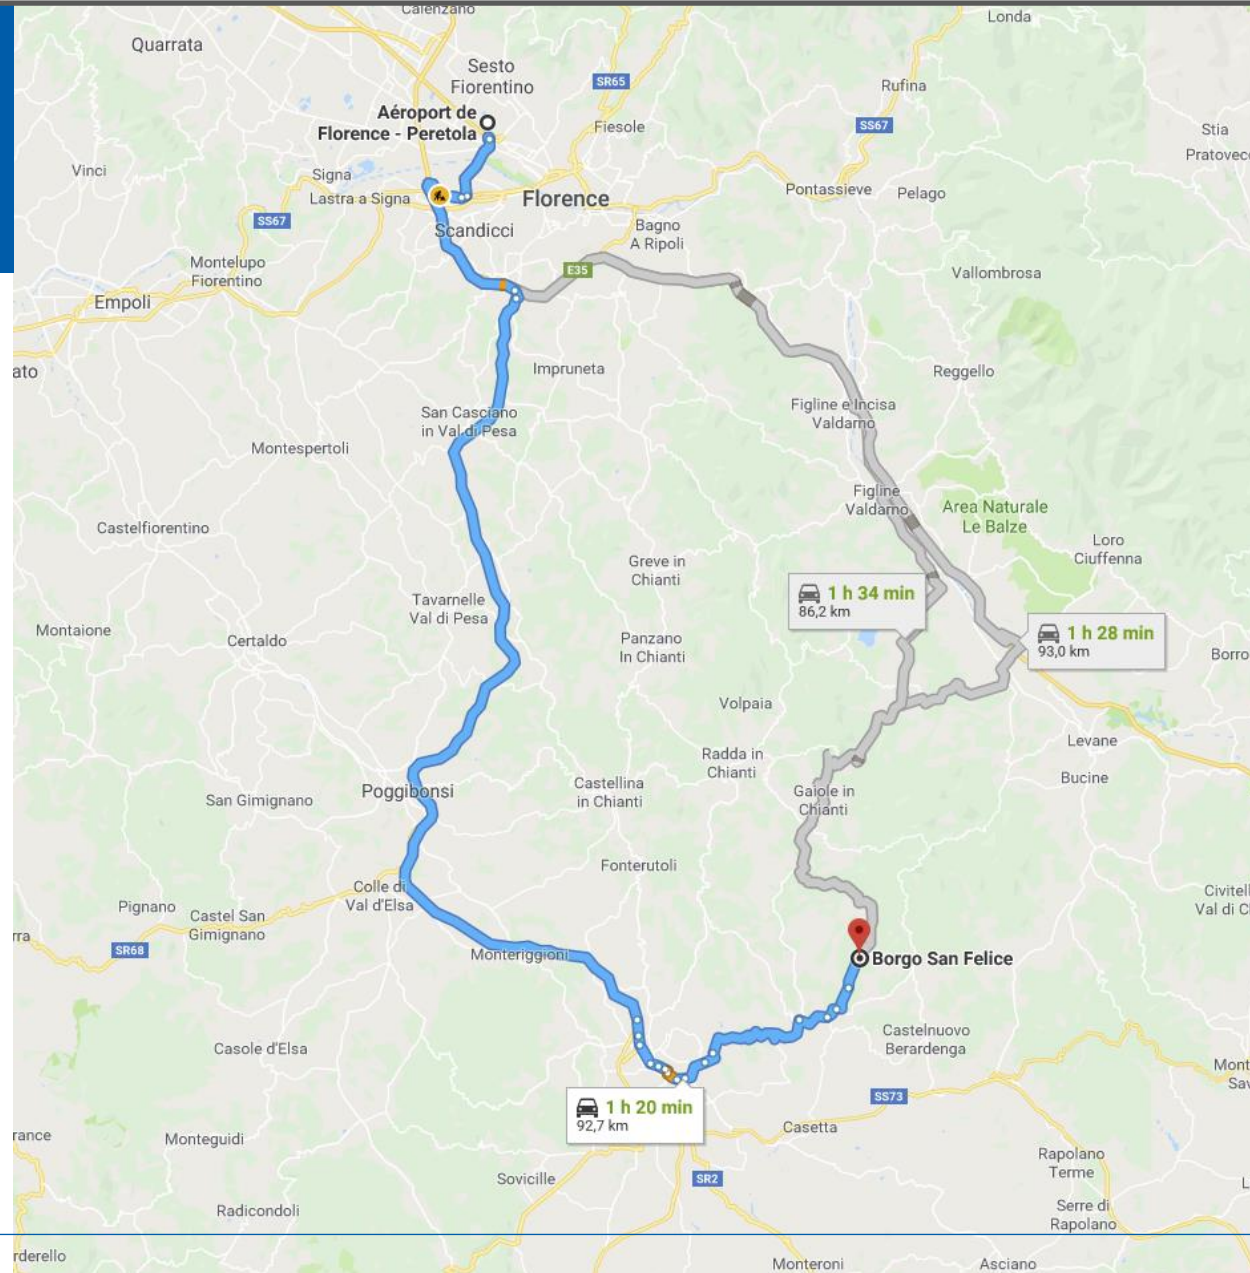 Calenzano
Londa
Quarrata
Sesto
Fiorentino
SR65
Rufina
Aéroport de
Florence - Peretola
Fiesole
SS67
Stia
Pratovecc
Vinci
Signa
Lastra a Signa
Florence
Pontassieve
Pelago
SS67
Scandicci
Bagno
A Ripoli
Montelupo
Fiorentino
E35
Vallombrosa
Empoli
ato
Impruneta
Reggello
San Casciano
in Val di Pesa
Figline e Incisa
Valdarno
Montespertoli
Figline
Valdarno
Area Naturale
Le Balze
Castelfiorentino
Loro
Ciuffenna
Greve in
Chianti
1 h 34 min
86,2 km
Tavarnelle
Val di Pesa
Montaione
Certaldo
Panzano
In Chianti
1 h 28 min
93,0 km
Borro
Volpaia
Levane
Radda in
Chianti
Bucine
Castellina
in Chianti
Poggibonsi
San Gimignano
Gaiole in
Chianti
Fonterutoli
Colle di
Val d'Elsa
Civitell
Val di C
Pignano
Castel San
Gimignano
rra
SR68
Monteriggioni
Borgo San Felice
Casole d'Elsa
Castelnuovo
Berardenga
Mont
Sav
SS73
1 h 20 min
92,7 km
rance
Monteguidi
Casetta
Rapolano
Terme
Sovicille
SR2
L
Radicondoli
Serre di
Rapolano
rderello
Monteroni
Asciano